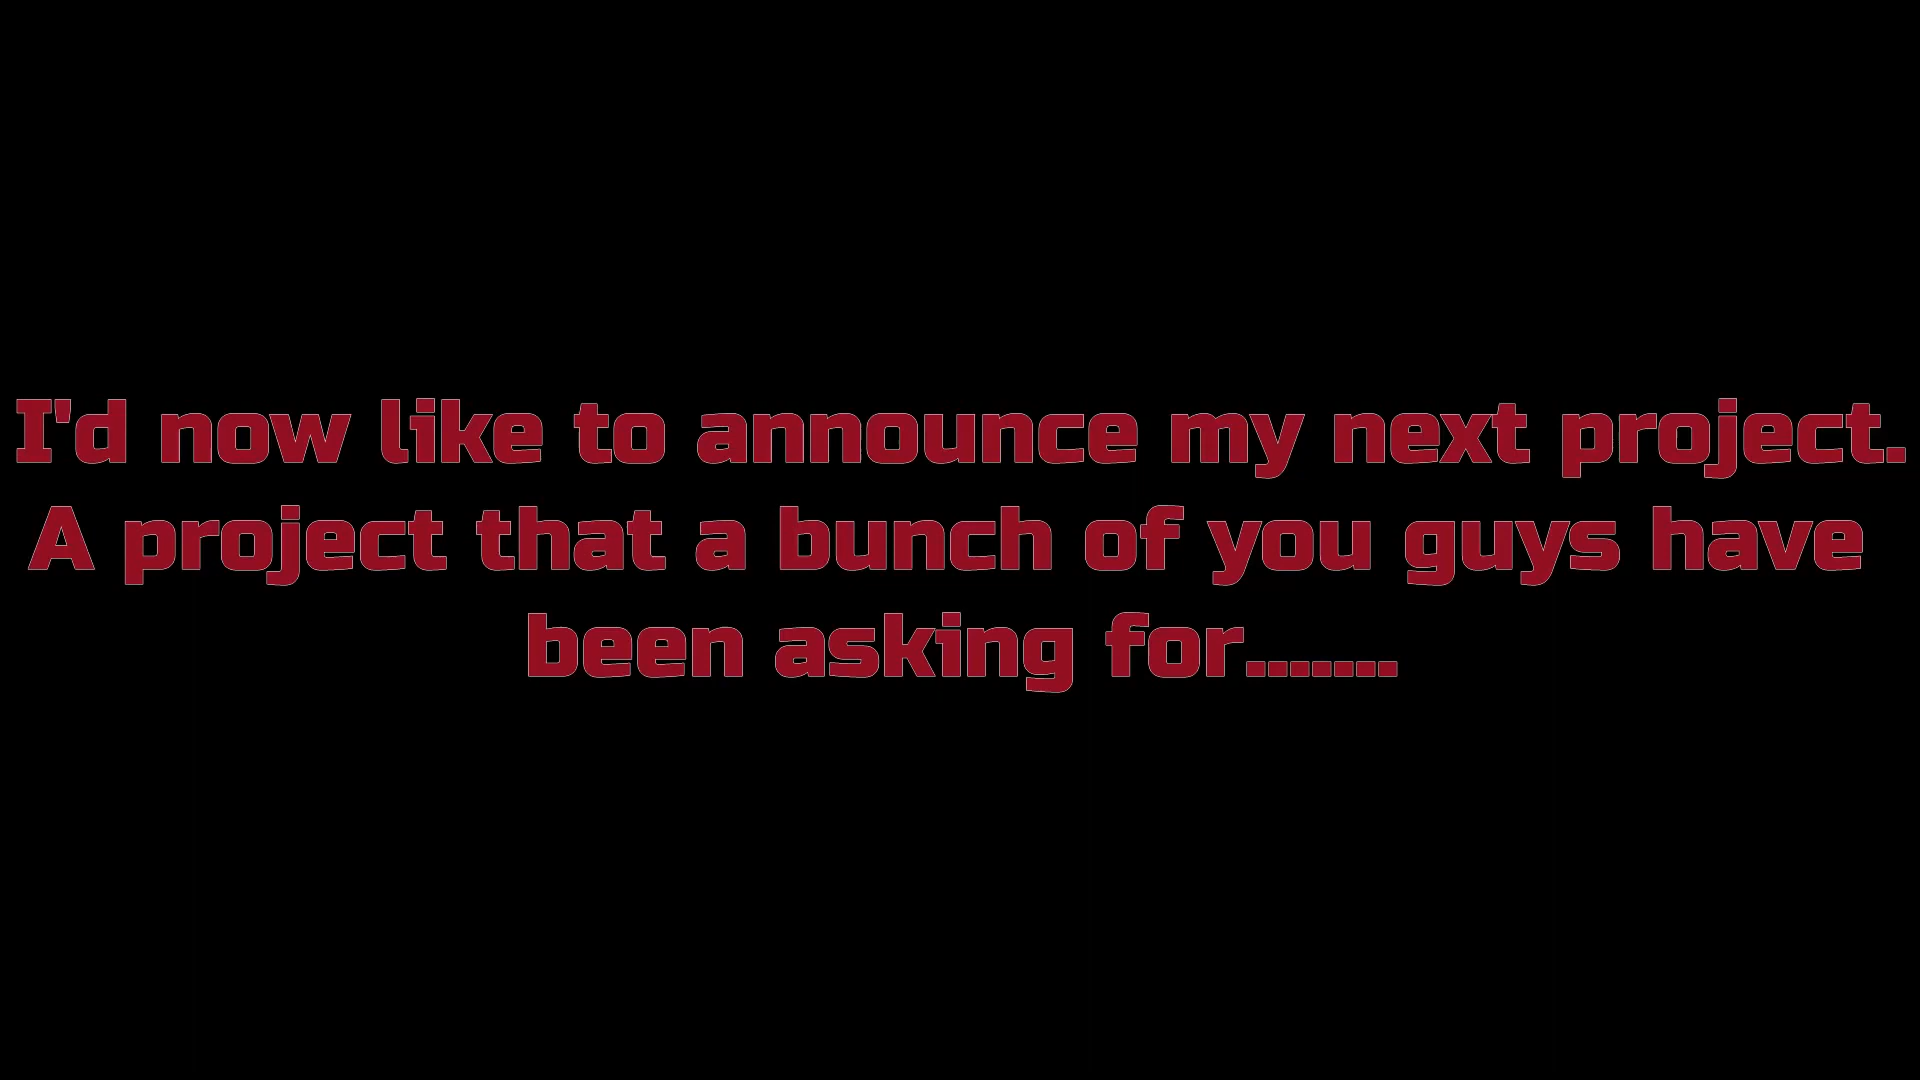 I'd now like to announce my next project.
A project that a bunch of you guys have
been asking for.......